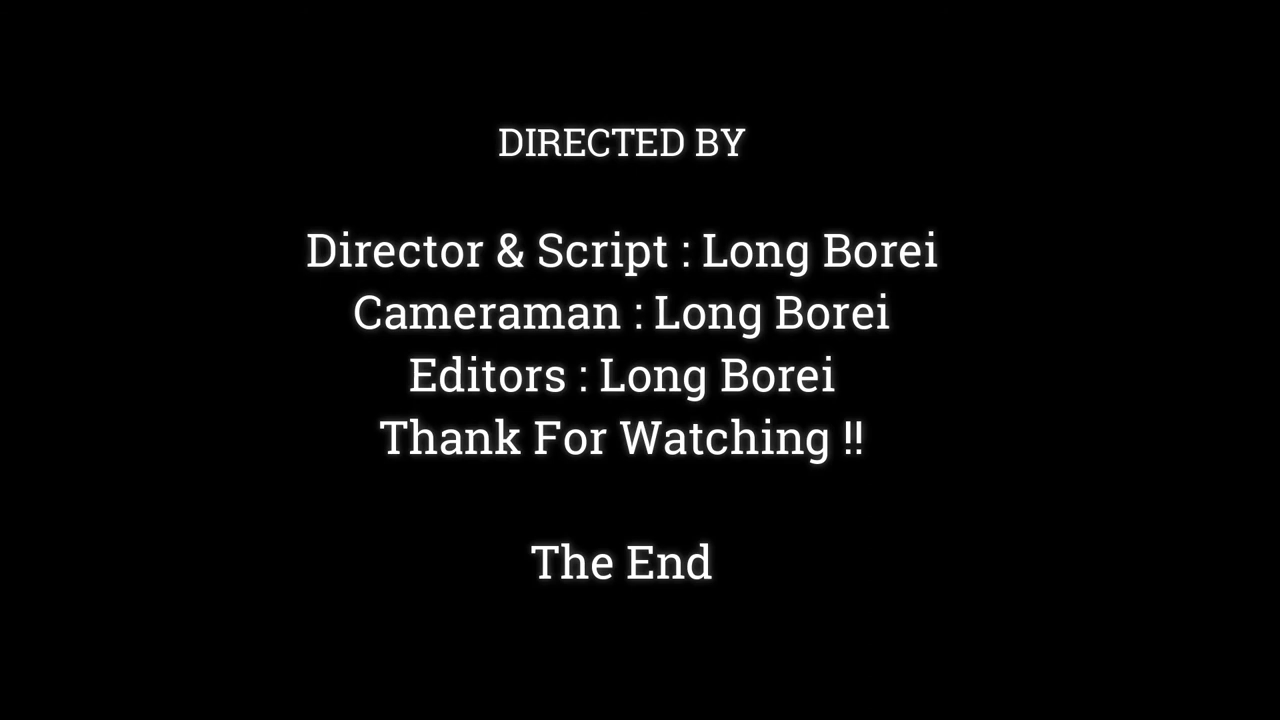 DIRECTED BY
Director & Script : Long Borei
Cameraman : Long Borei
Editors : Long Borei
Thank For Watching !!
The End